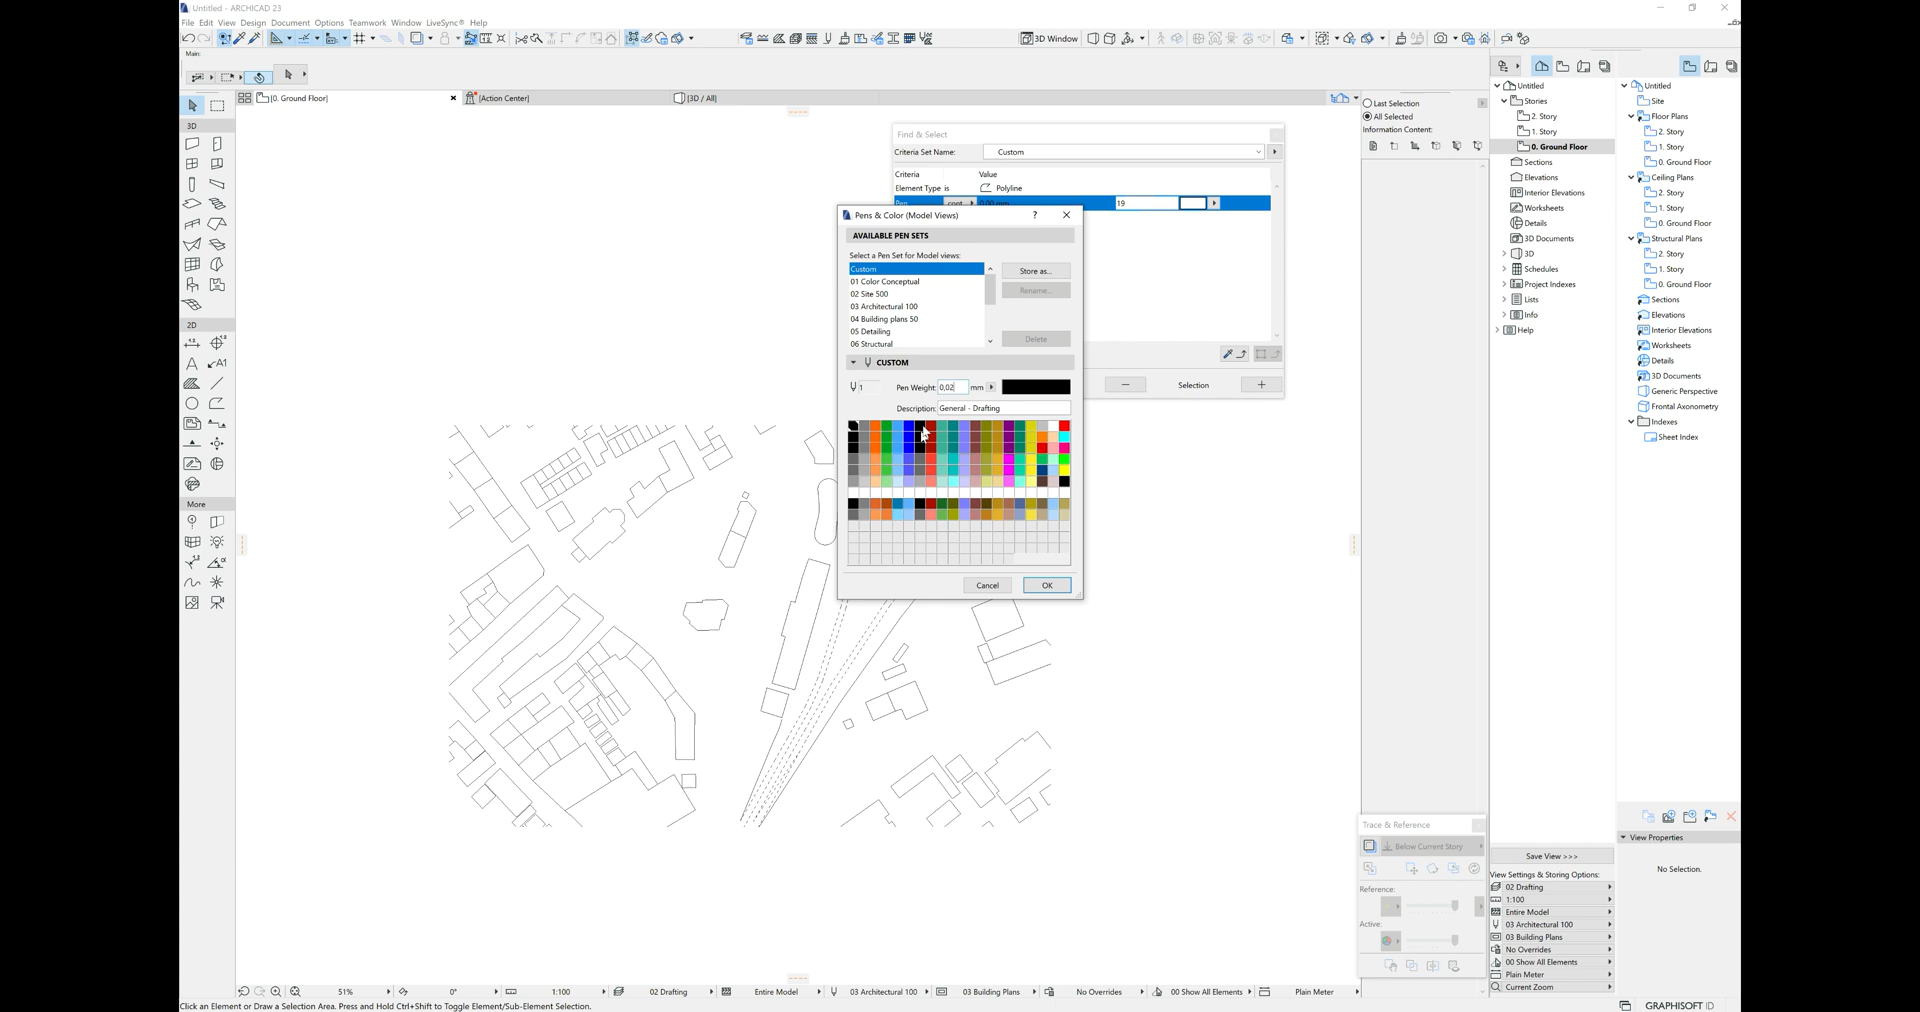 Untitled - ARCHICAD 23
File Edit View Design Document Options Teamwork Window LiveSync® Help
3D Window
Main:
[0. Ground Floor]
[Action Center]
[3D / All]
3D
2D
A1
More
Find & Select
Criteria Set Name: Custom
Criteria Value
Element Type is Polyline
Pen cont 0.00 mm 19
Selection
Pens & Color (Model Views) ?
AVAILABLE PEN SETS
Select a Pen Set for Model views:
Custom
01 Color Conceptual
02 Site 500
03 Architectural 100
04 Building plans 50
05 Detailing
06 Structural
Store as...
Rename...
Delete
CUSTOM
1 Pen Weight: 0,02 mm
Description: General - Drafting
Cancel OK
Last Selection
All Selected
Information Content:
Untitled
Stories
2. Story
1. Story
0. Ground Floor
Sections
Elevations
Interior Elevations
Worksheets
Details
3D Documents
3D
Schedules
Project Indexes
Lists
Info
Help
Untitled
Site
Floor Plans
2. Story
1. Story
0. Ground Floor
Ceiling Plans
2. Story
1. Story
0. Ground Floor
Structural Plans
2. Story
1. Story
0. Ground Floor
Sections
Elevations
Interior Elevations
Worksheets
Details
3D Documents
Generic Perspective
Frontal Axonometry
Indexes
Sheet Index
Trace & Reference
Below Current Story
Reference:
Active:
Save View >>>
View Settings & Storing Options:
02 Drafting
1:100
Entire Model
03 Architectural 100
03 Building Plans
No Overrides
00 Show All Elements
Plain Meter
Current Zoom
View Properties
No Selection.
51% 0° 1:100 02 Drafting Entire Model 03 Architectural 100 03 Building Plans No Overrides 00 Show All Elements Plain Meter
Click an Element or Draw a Selection Area. Press and Hold Ctrl+Shift to Toggle Element/Sub-Element Selection.
GRAPHISOFT ID